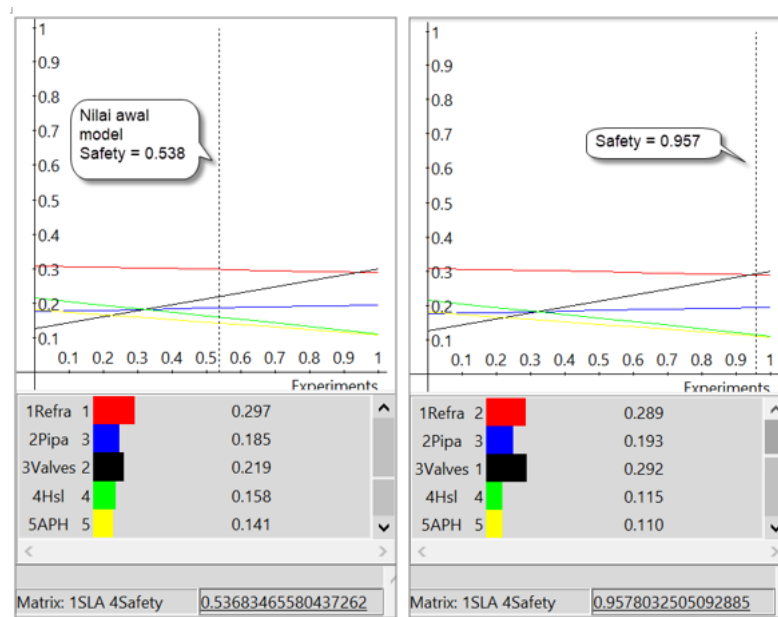 1
0.9
0.8
0.7
0.6
0.5
0.4
0.3
0.2
0.1
Nilai awal
model
Safety = 0.538
0.1 0.2 0.3 0.4 0.5 0.6 0.7 0.8 0.9 1
Experiments
1Refra 1 0.297
2Pipa 3 0.185
3Valves 2 0.219
4Hsl 4 0.158
5APH 5 0.141
Matrix: 1SLA 4Safety 0.53683465580437262
1
0.9
0.8
0.7
0.6
0.5
0.4
0.3
0.2
0.1
Safety = 0.957
0.1 0.2 0.3 0.4 0.5 0.6 0.7 0.8 0.9 1
Experiments
1Refra 2 0.289
2Pipa 3 0.193
3Valves 1 0.292
4Hsl 4 0.115
5APH 5 0.110
Matrix: 1SLA 4Safety 0.9578032505092885